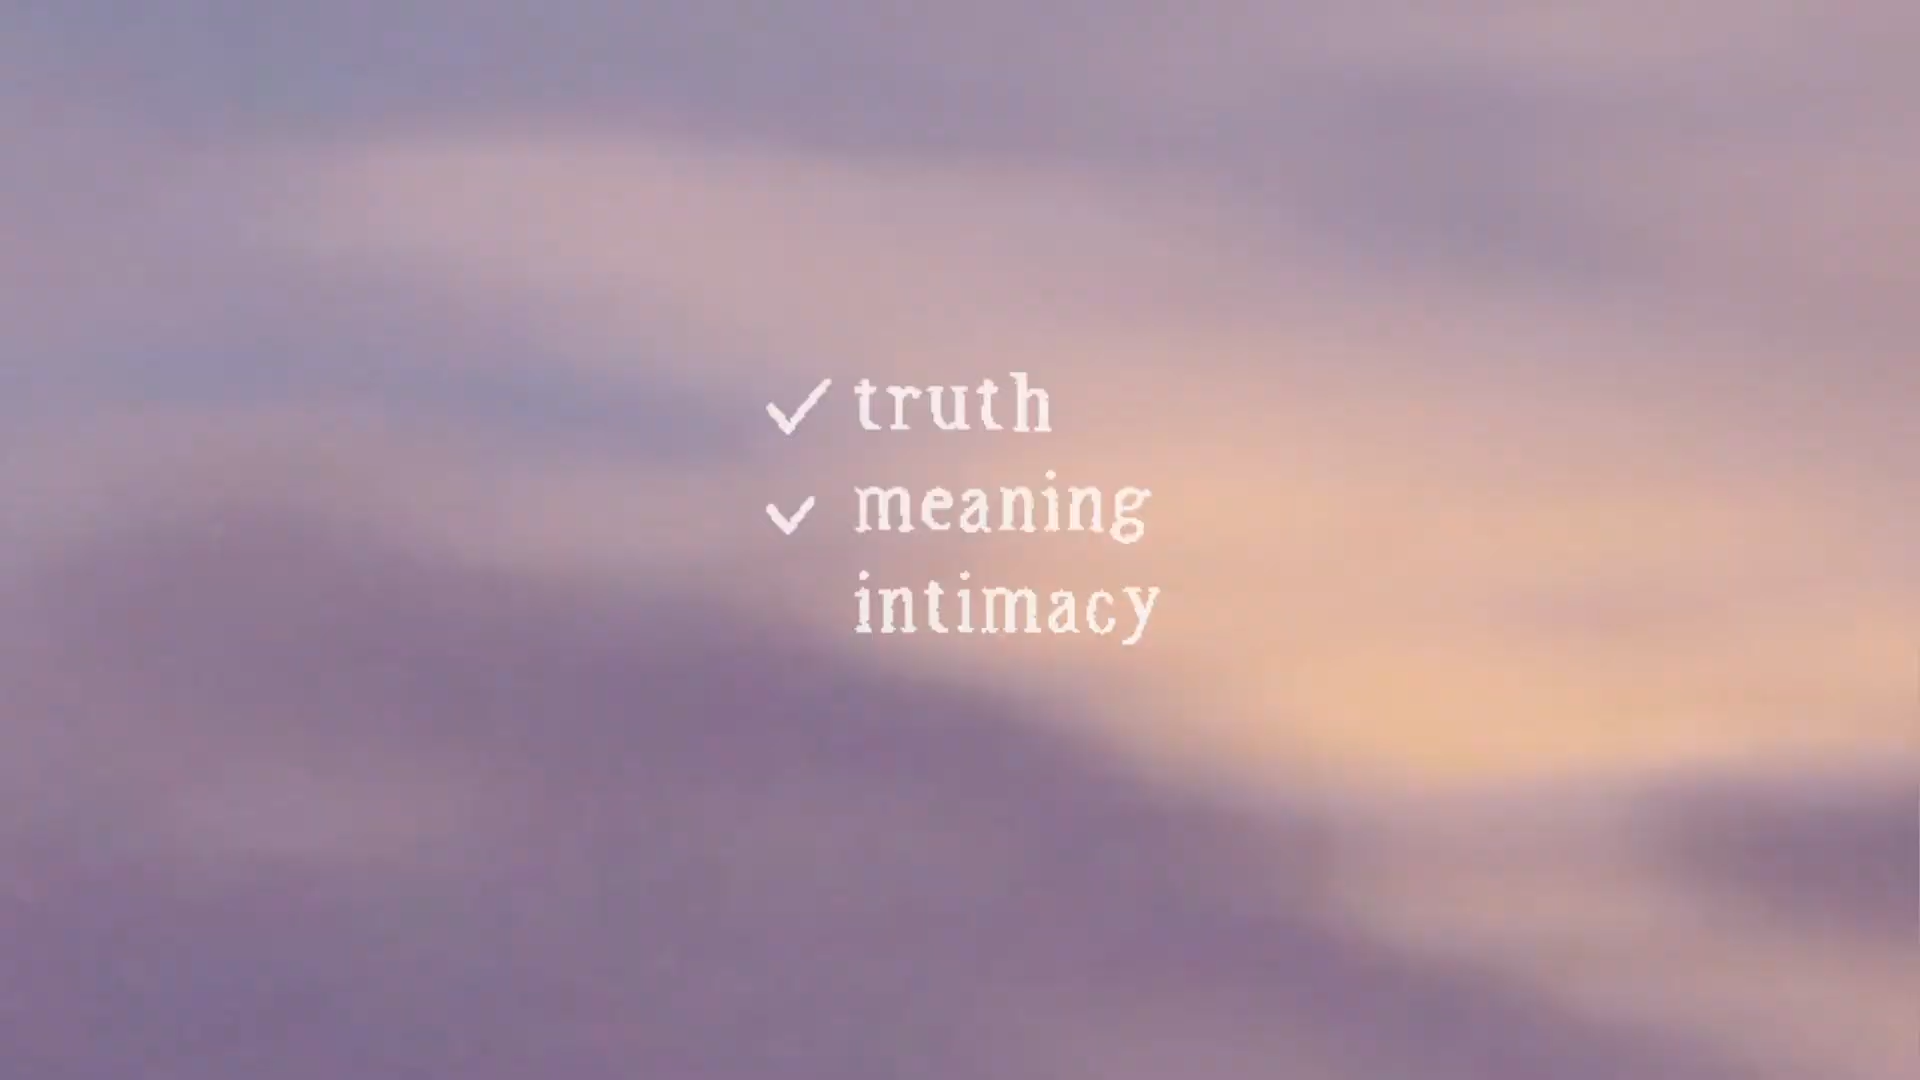 ✓ truth
✓ meaning
intimacy